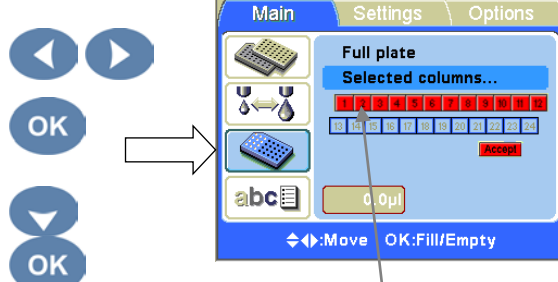 Main Settings Options
Full plate
Selected columns...
1 2 3 4 5 6 7 8 9 10 11 12
13 14 15 16 17 18 19 20 21 22 23 24
Accept
OK
abc
0.0µl
:Move OK:Fill/Empty
OK